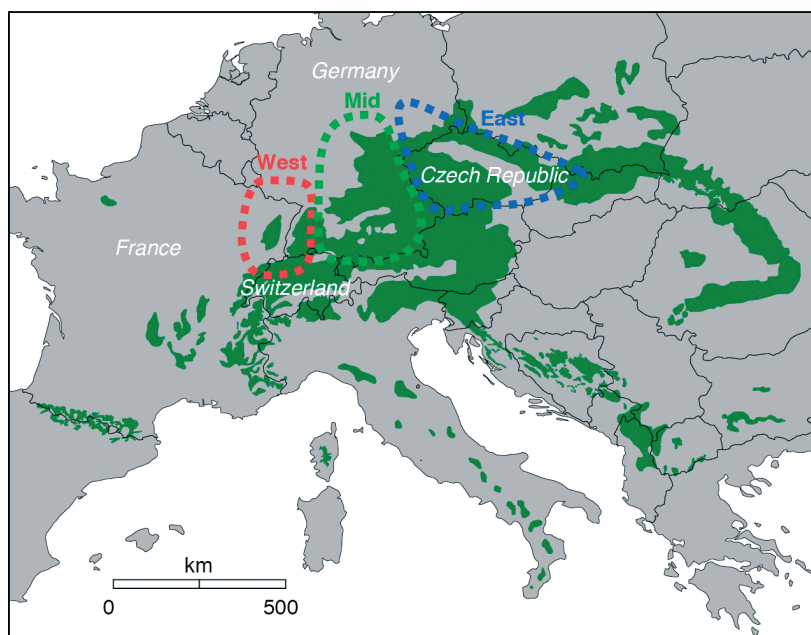 Germany
Mid
East
West
Czech Republic
France
Switzerland
km
0 500